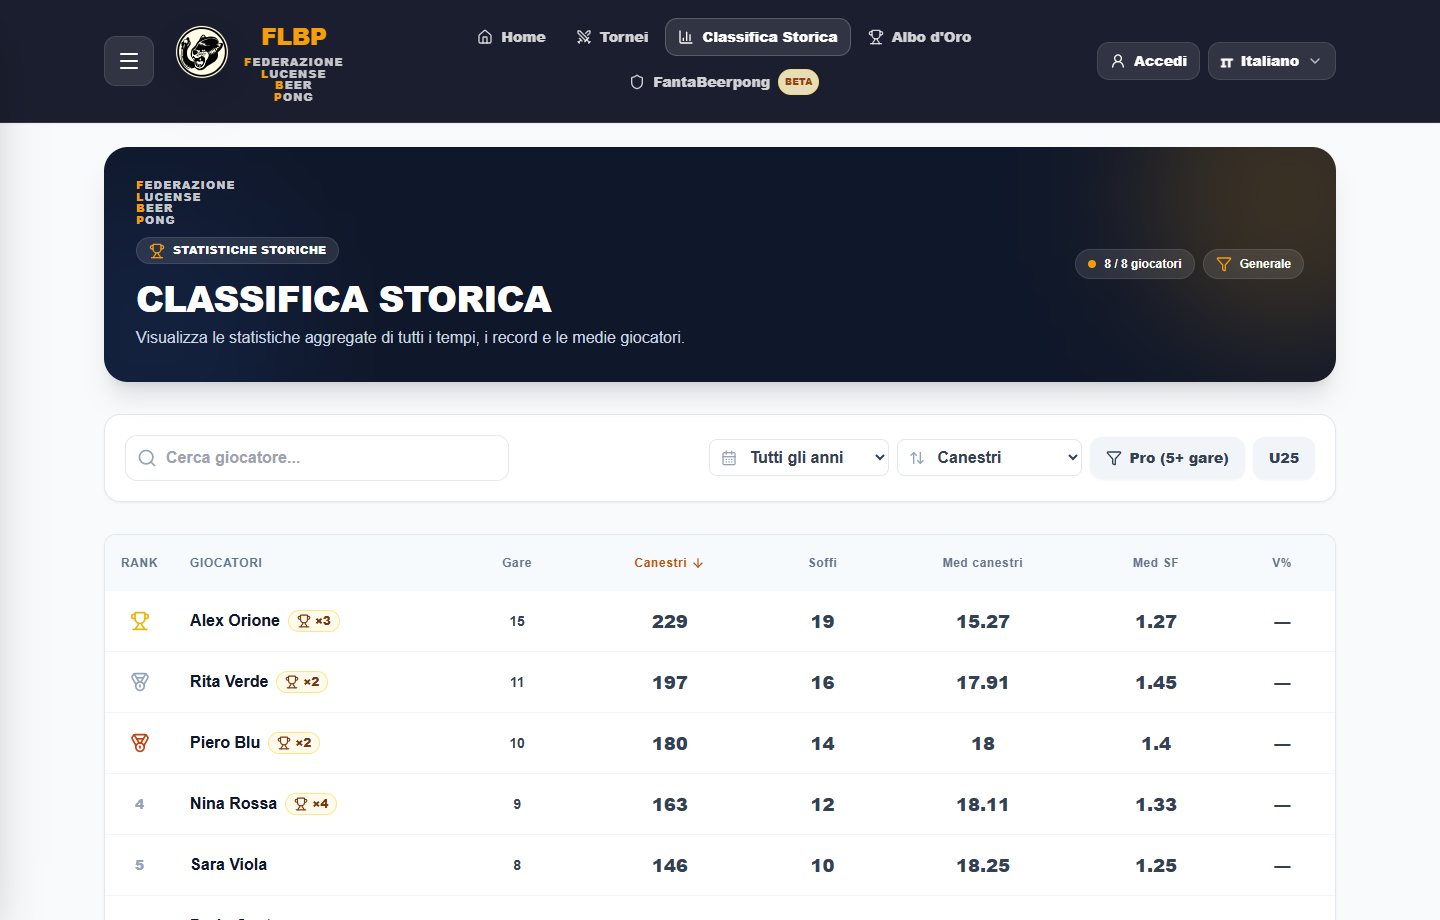 FLBP
FEDERAZIONE
LUCENSE
BEER
PONG
Home
Tornei
Classifica Storica
Albo d'Oro
FantaBeerpong BETA
Accedi
Italiano
FEDERAZIONE
LUCENSE
BEER
PONG
STATISTICHE STORICHE
CLASSIFICA STORICA
Visualizza le statistiche aggregate di tutti i tempi, i record e le medie giocatori.
8 / 8 giocatori
Generale
Cerca giocatore...
Tutti gli anni
Canestri
Pro (5+ gare)
U25
RANK GIOCATORI Gare Canestri ↓ Soffi Med canestri Med SF V%
Alex Orione ×3 15 229 19 15.27 1.27 —
Rita Verde ×2 11 197 16 17.91 1.45 —
Piero Blu ×2 10 180 14 18 1.4 —
4 Nina Rossa ×4 9 163 12 18.11 1.33 —
5 Sara Viola 8 146 10 18.25 1.25 —